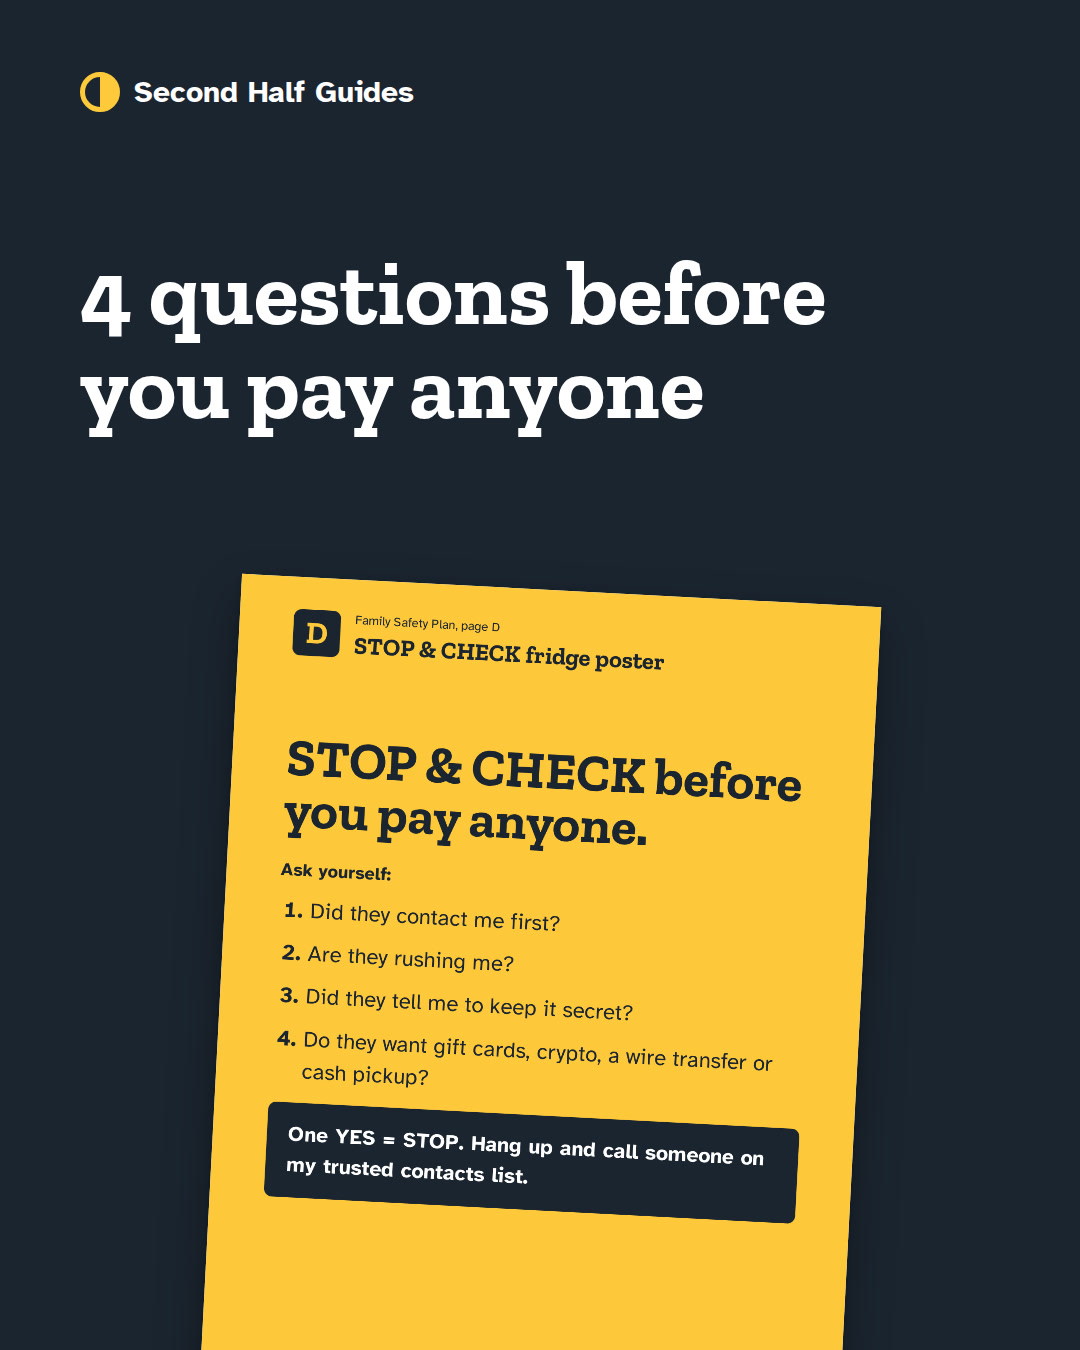 Second Half Guides
4 questions before
you pay anyone
D
Family Safety Plan, page D
STOP & CHECK fridge poster
STOP & CHECK before
you pay anyone.
Ask yourself:
1. Did they contact me first?
2. Are they rushing me?
3. Did they tell me to keep it secret?
4. Do they want gift cards, crypto, a wire transfer or
cash pickup?
One YES = STOP. Hang up and call someone on
my trusted contacts list.